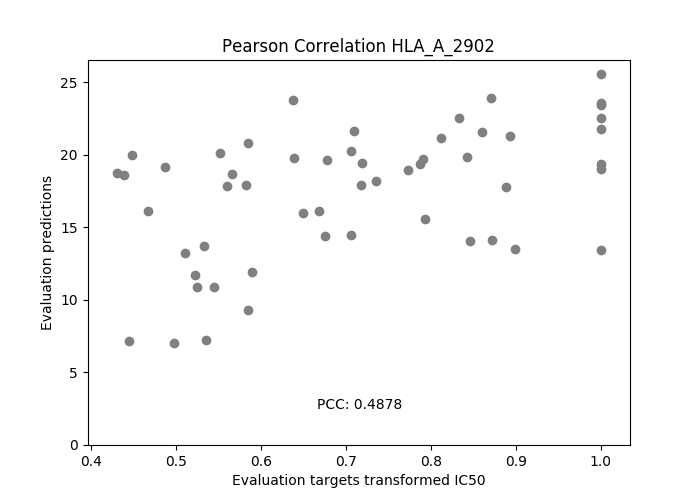 Pearson Correlation HLA_A_2902
25
20
15
10
5
0
Evaluation predictions
PCC: 0.4878
0.4 0.5 0.6 0.7 0.8 0.9 1.0
Evaluation targets transformed IC50